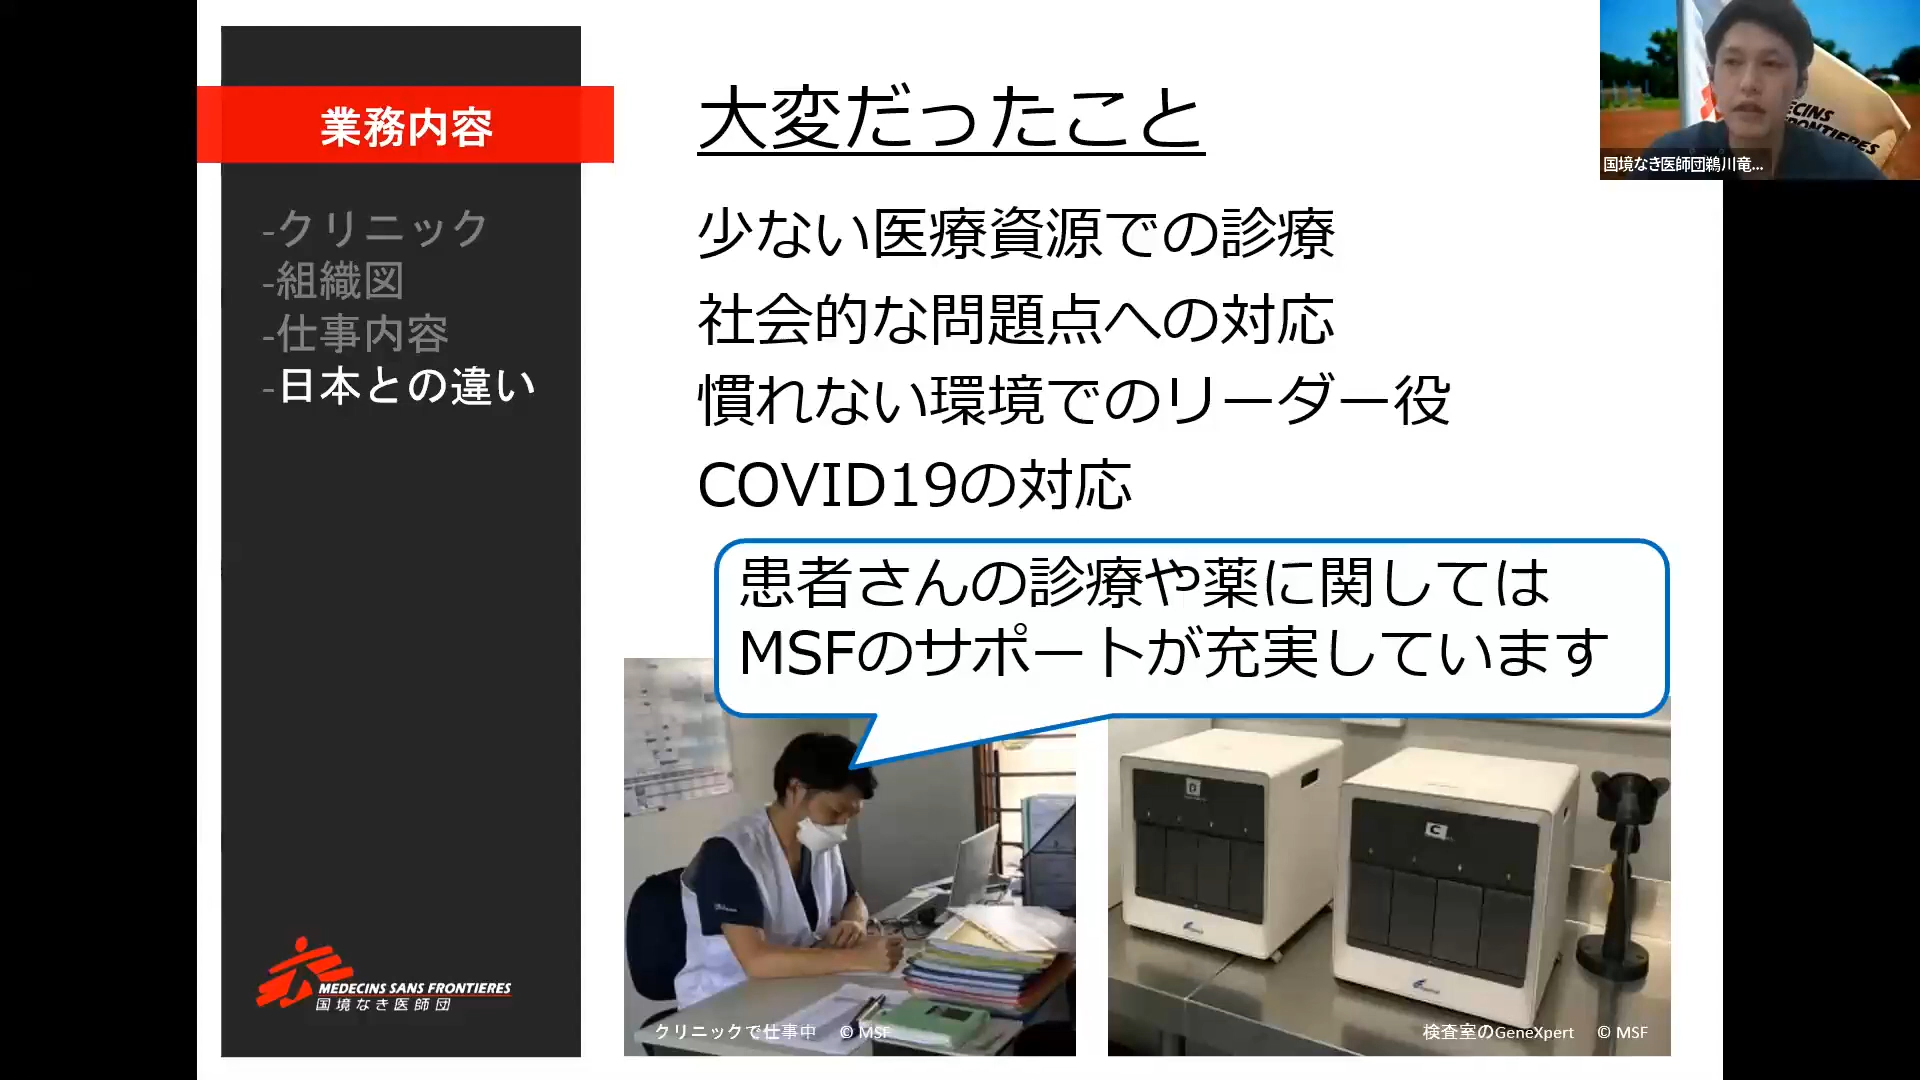 業務内容
-クリニック
-組織図
-仕事内容
-日本との違い
大変だったこと
少ない医療資源での診療
社会的な問題点への対応
慣れない環境でのリーダー役
COVID19の対応
患者さんの診療や薬に関しては
MSFのサポートが充実しています
クリニックで仕事中 © MSF
検査室のGeneXpert © MSF
MEDECINS SANS FRONTIERES
国境なき医師団
ECINS
RONTIERES
国境なき医師団鵜川竜...
D
C